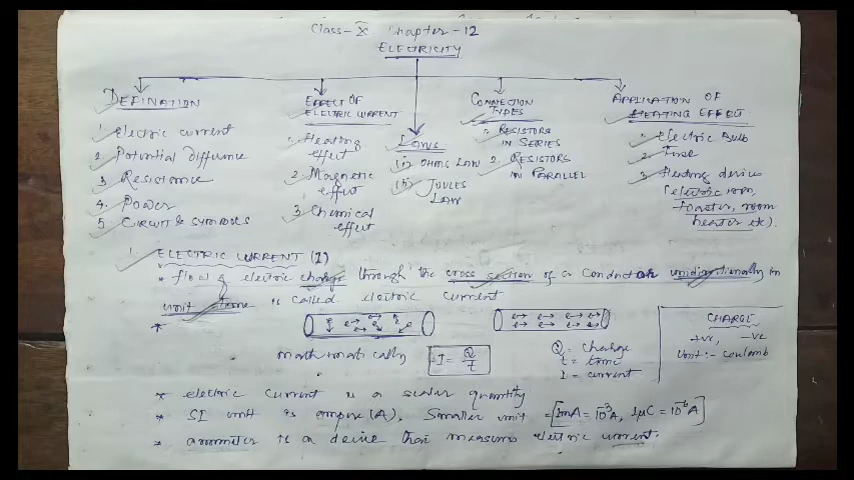 Class-X Chapter-12
ELECTRICITY
DEFINATION
1. Electric current
2. Potential difference
3. Resistance
4. Power
5. CIRCUIT & SYMBOLS
EFFECT OF
ELECTRIC CURRENT
1. Heating
effect
2. Magnetic
effect
3. Chemical
effect
LAWS
(i) OHMS LAW
(ii) JOULES
LAW
CONNECTION
TYPES
1. RESISTORS
IN SERIES
2. RESISTORS
IN PARALLEL
APPLICATION OF
HEATING EFFECT
1. Electric Bulb
2. Fuse
3. Heating device
(electric iron,
toaster, room
heater etc).
1. ELECTRIC CURRENT (I)
* flow of electric charge through the cross section of a conductor unidirectionally in
unit time is called electric current
*
mathematically I = Q/t
Q = charge
t = time
I = current
CHARGE
+ve, -ve
Unit:- coulomb
* electric current is a scalar quantity
* SI unit is ampere (A). Smaller unit = [1mA = 10⁻³A, 1μC = 10⁻⁶A]
* ammeter is a device that measures electric current.